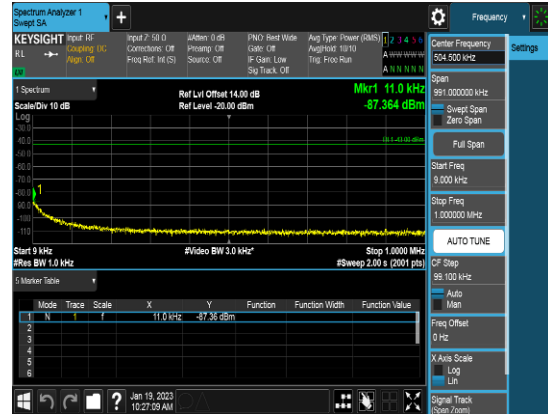 Spectrum Analyzer 1
Swept SA
Frequency
KEYSIGHT
Input: RF
Input Z: 50 Ω
#Atten: 0 dB
PNO: Best Wide
Avg Type: Power (RMS)
1 2 3 4 5 6
RL
Coupling: DC
Corrections: Off
Preamp: Off
Gate: Off
Avg|Hold: 10/10
Align: Off
Freq Ref: Int (S)
Source: Off
IF Gain: Low
Trig: Free Run
Sig Track: Off
A N N N N N
1 Spectrum
Ref Lvl Offset 14.00 dB
Mkr1 11.0 kHz
Scale/Div 10 dB
Ref Level -20.00 dBm
-87.364 dBm
Log
-30.0
-40.0
-50.0
-60.0
-70.0
-80.0
-90.0
-100
-110
1
Start 9 kHz
#Video BW 3.0 kHz*
Stop 1.0000 MHz
#Res BW 1.0 kHz
#Sweep 2.00 s (2001 pts)
5 Marker Table
Mode Trace Scale X Y Function Function Width Function Value
1 N 1 f 11.0 kHz -87.36 dBm
2
3
4
5
6
Jan 19, 2023
10:27:09 AM
Center Frequency
504.500 kHz
Settings
Span
991.000000 kHz
Swept Span
Zero Span
Full Span
Start Freq
9.000 kHz
Stop Freq
1.000000 MHz
AUTO TUNE
CF Step
99.100 kHz
Auto
Man
Freq Offset
0 Hz
X Axis Scale
Log
Lin
Signal Track
(Span Zoom)